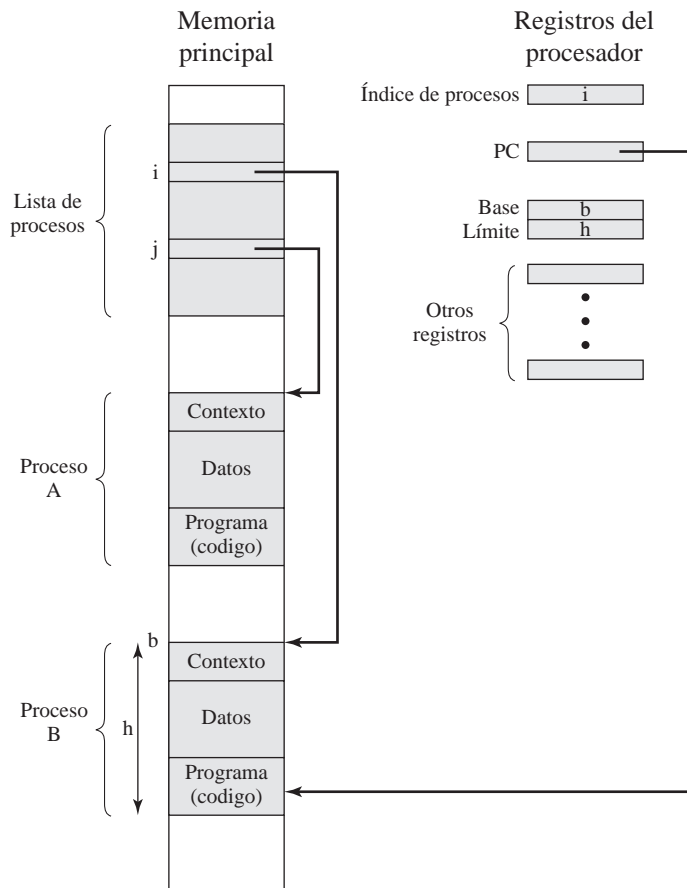 Memoria
principal
Registros del
procesador
Índice de procesos
i
PC
Base
b
Límite
h
Otros
registros
Lista de
procesos
i
j
Proceso
A
Contexto
Datos
Programa
(codigo)
Proceso
B
b
h
Contexto
Datos
Programa
(codigo)